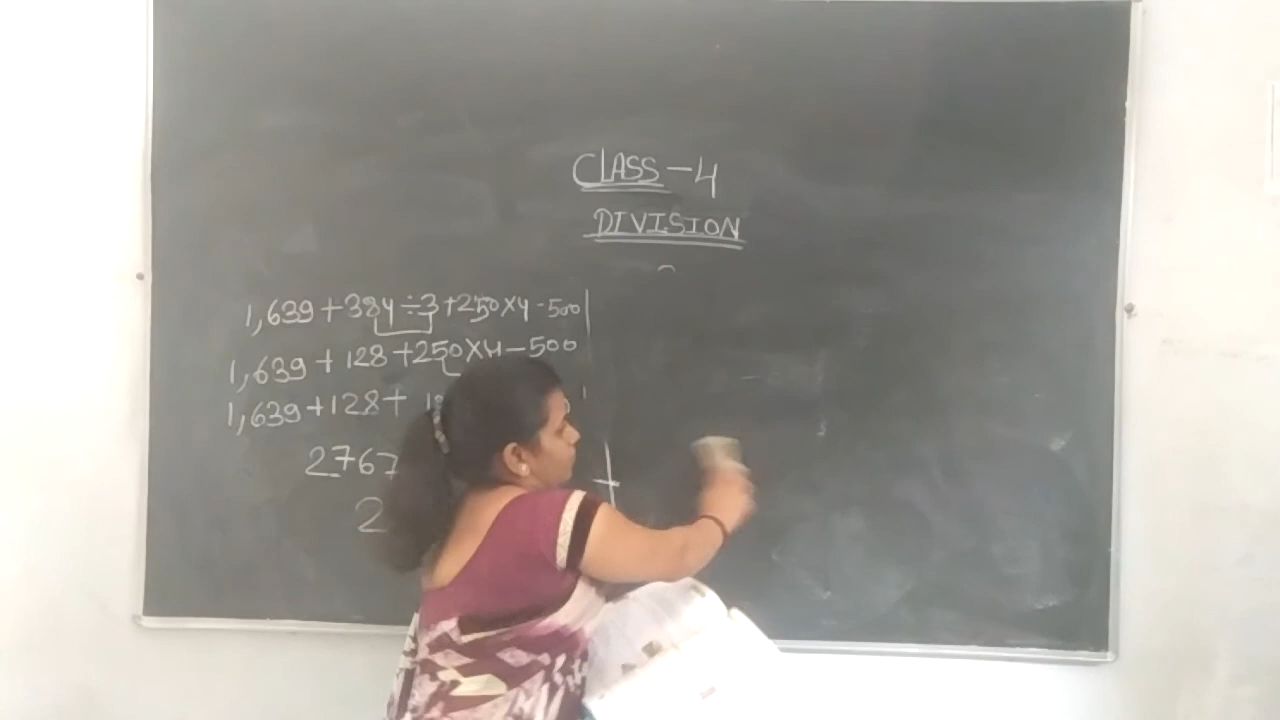 CLASS - 4
DIVISION
1,639 + 384 ÷ 3 + 250 × 4 - 500
1,639 + 128 + 250 × 4 - 500
1,639 + 128 + 1
2767
2